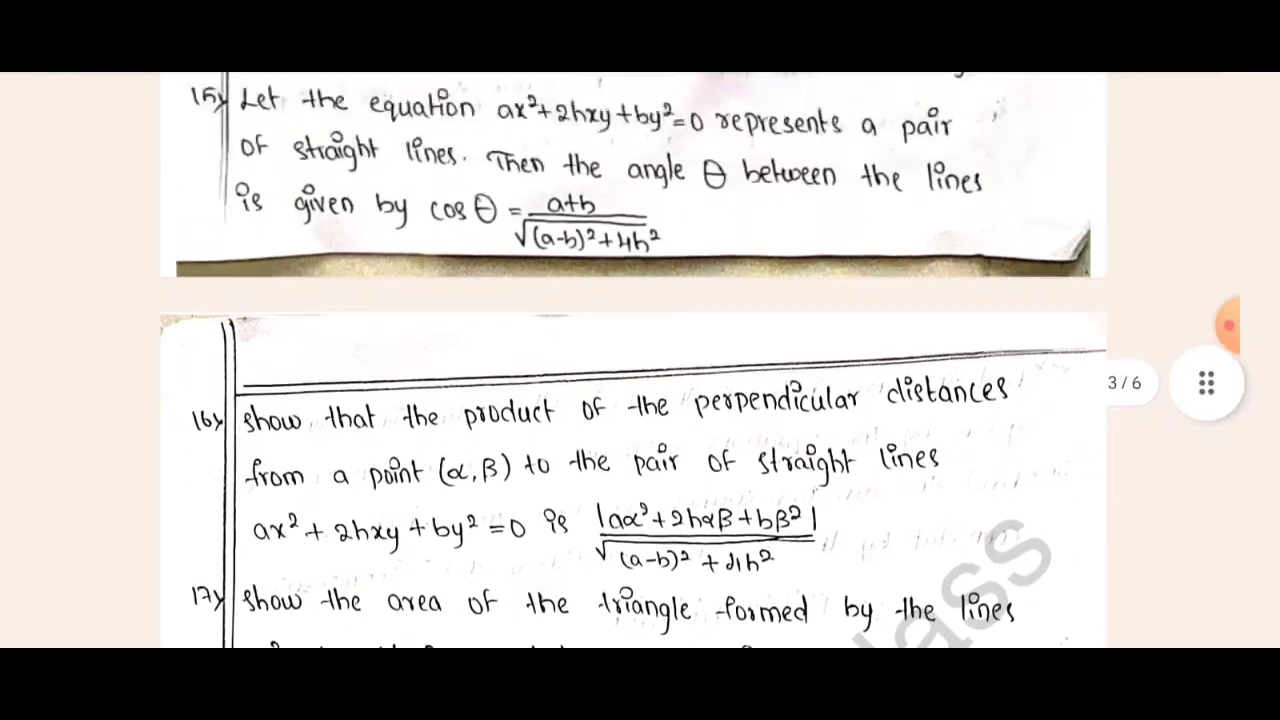 15) Let the equation ax²+2hxy+by²=0 represents a pair
of straight lines. Then the angle θ between the lines
is given by cos θ = a+b / √(a-b)²+4h²
16) show that the product of the perpendicular distances
from a point (α,β) to the pair of straight lines
3/6
ax² + 2hxy + by² = 0 is |aα²+2hαβ+bβ²| / √(a-b)² + 4h²
17) show the area of the triangle formed by the lines